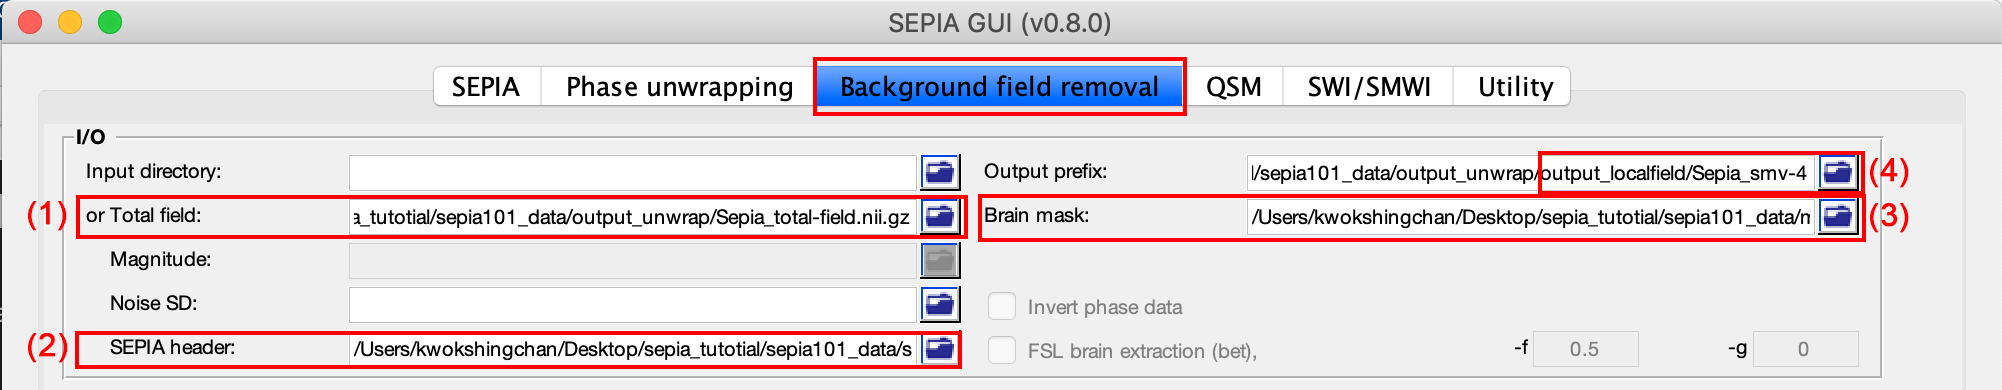 SEPIA GUI (v0.8.0)
SEPIA Phase unwrapping Background field removal QSM SWI/SMWI Utility
I/O
Input directory: Output prefix: l/sepia101_data/output_unwrap/output_localfield/Sepia_smv-4 (4)
(1) or Total field: a_tutotial/sepia101_data/output_unwrap/Sepia_total-field.nii.gz Brain mask: /Users/kwokshingchan/Desktop/sepia_tutotial/sepia101_data/m (3)
Magnitude:
Noise SD: Invert phase data
(2) SEPIA header: /Users/kwokshingchan/Desktop/sepia_tutotial/sepia101_data/s FSL brain extraction (bet), -f 0.5 -g 0